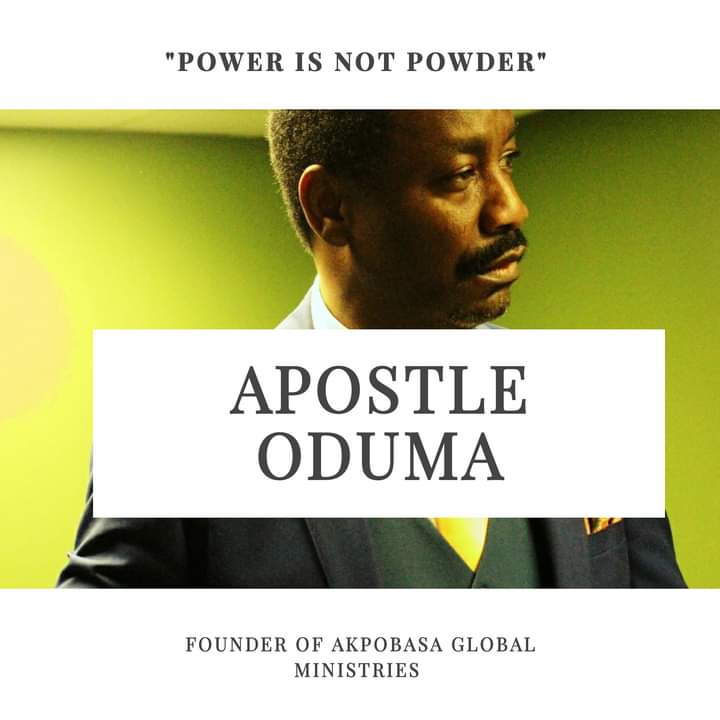 "POWER IS NOT POWDER"
APOSTLE
ODUMA
FOUNDER OF AKPOBASA GLOBAL
MINISTRIES